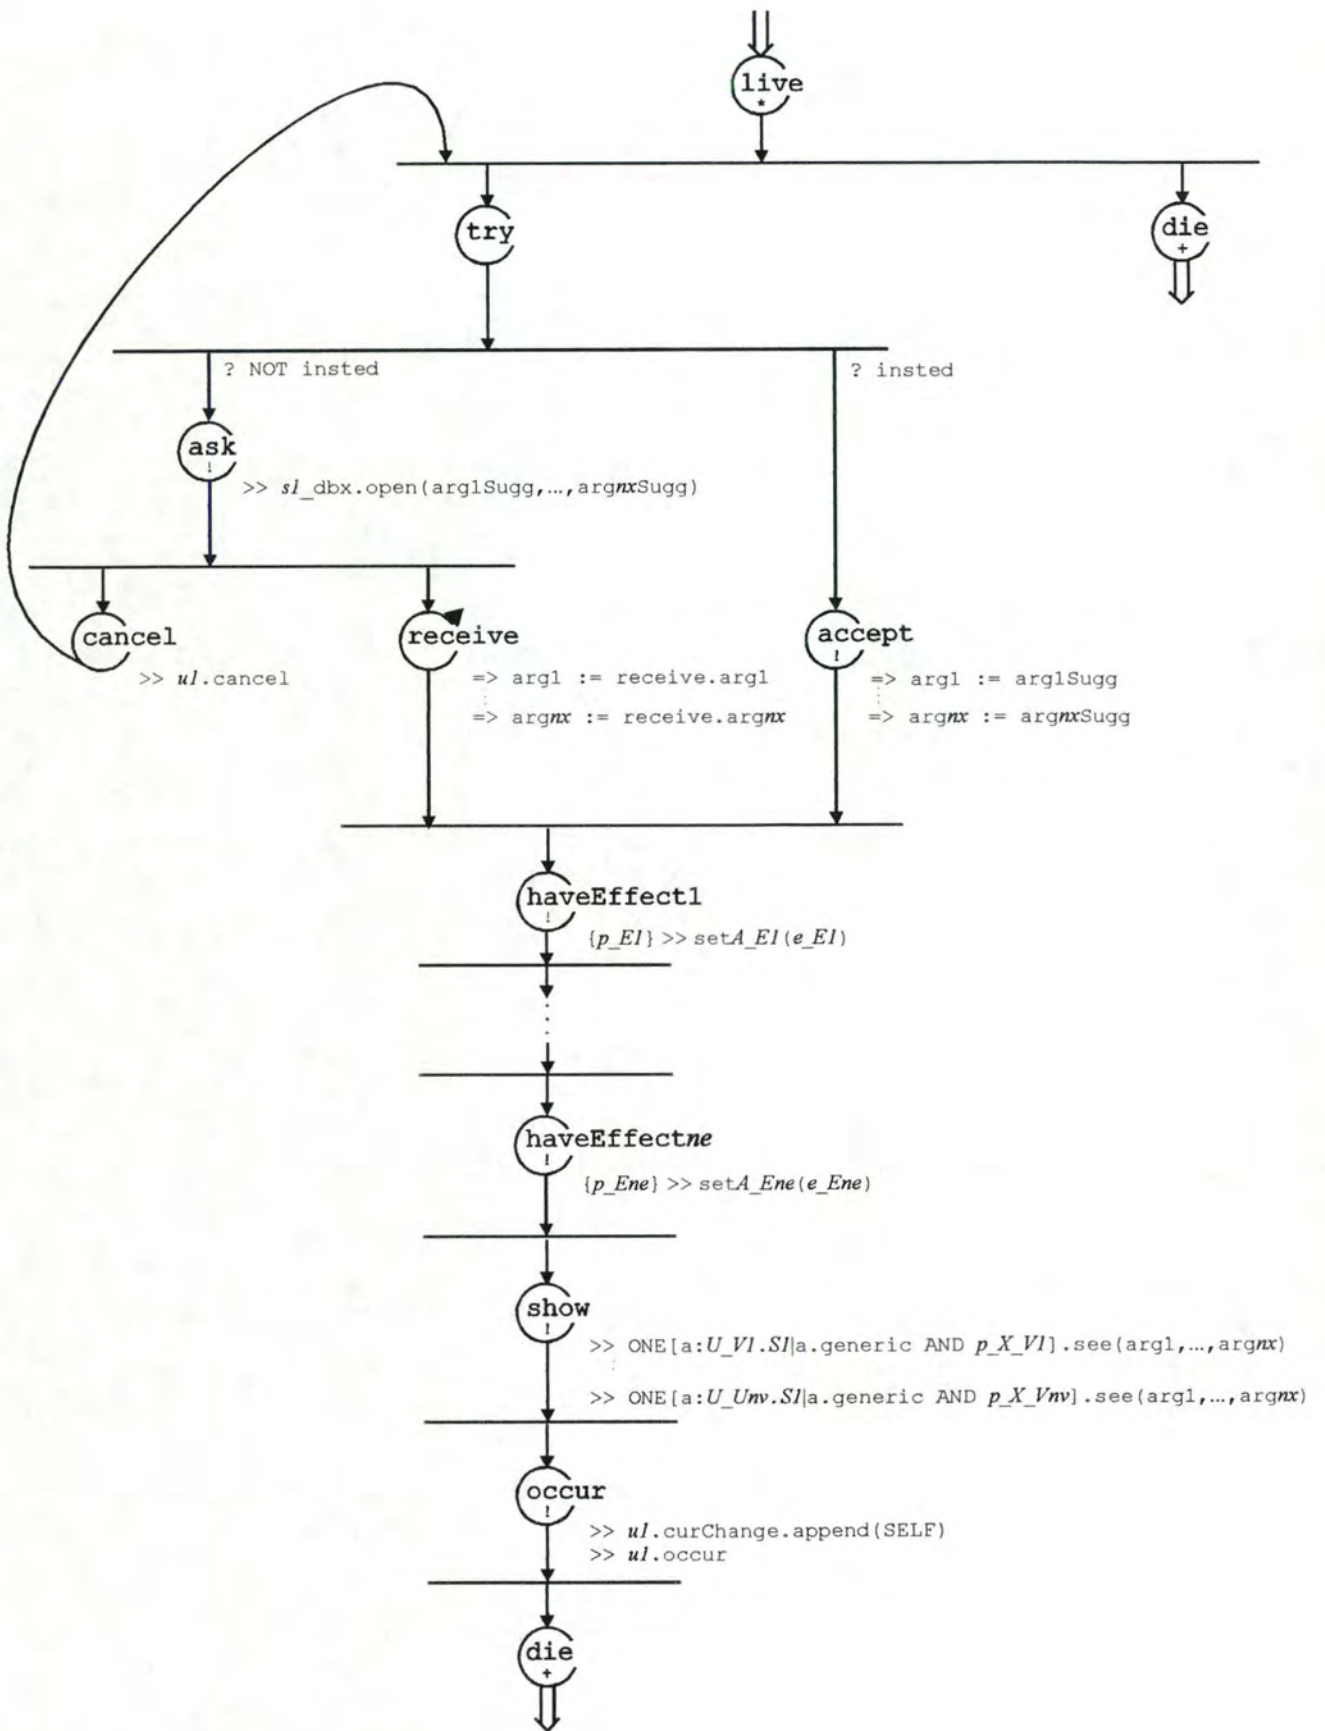 live
*
try
die
+
? NOT insted
? insted
ask
!
>> s1_dbx.open(arg1Sugg,…,argnxSugg)
cancel
receive
accept
!
>> u1.cancel
=> arg1 := receive.arg1
=> arg1 := arg1Sugg
=> argnx := receive.argnx
=> argnx := argnxSugg
haveEffect1
!
{p_E1} >> setA_E1(e_E1)
haveEffectne
!
{p_Ene} >> setA_Ene(e_Ene)
show
!
>> ONE[a:U_V1.S1|a.generic AND p_X_V1].see(arg1,…,argnx)
>> ONE[a:U_Unv.S1|a.generic AND p_X_Vnv].see(arg1,…,argnx)
occur
!
>> u1.curChange.append(SELF)
>> u1.occur
die
+